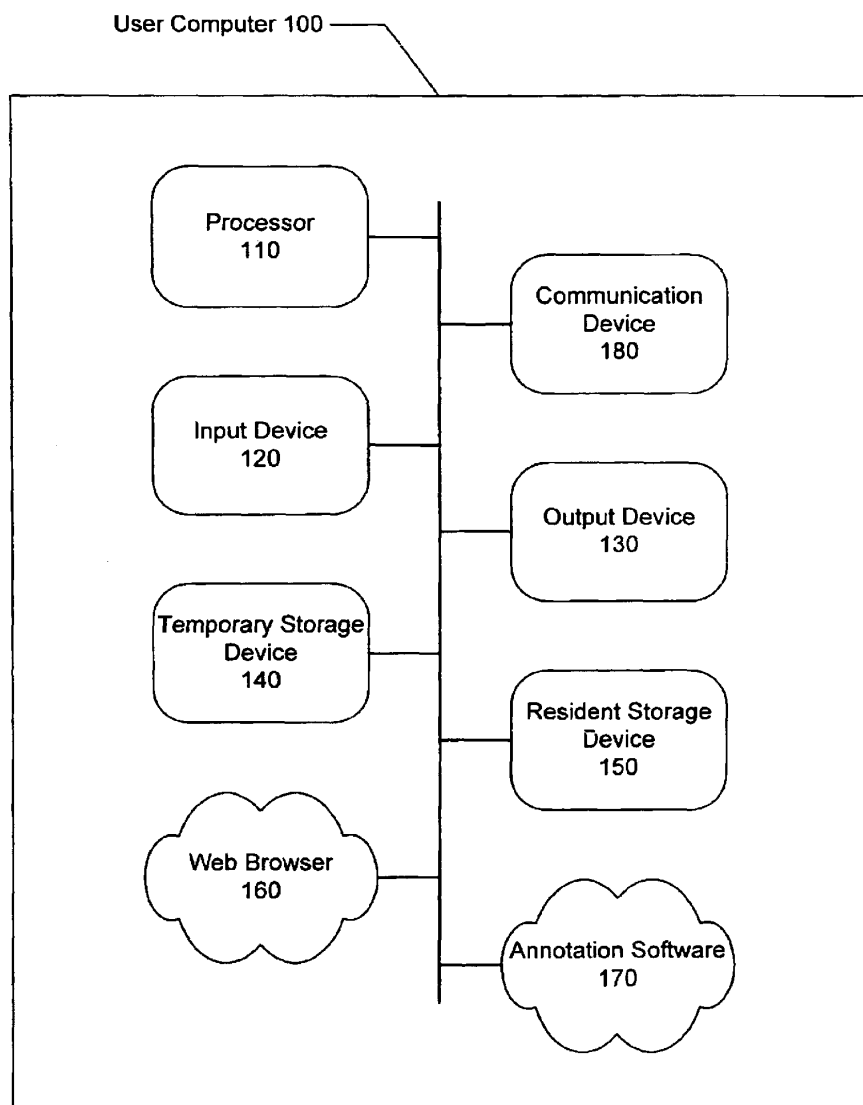 User Computer 100
Processor
110
Communication
Device
180
Input Device
120
Output Device
130
Temporary Storage
Device
140
Resident Storage
Device
150
Web Browser
160
Annotation Software
170